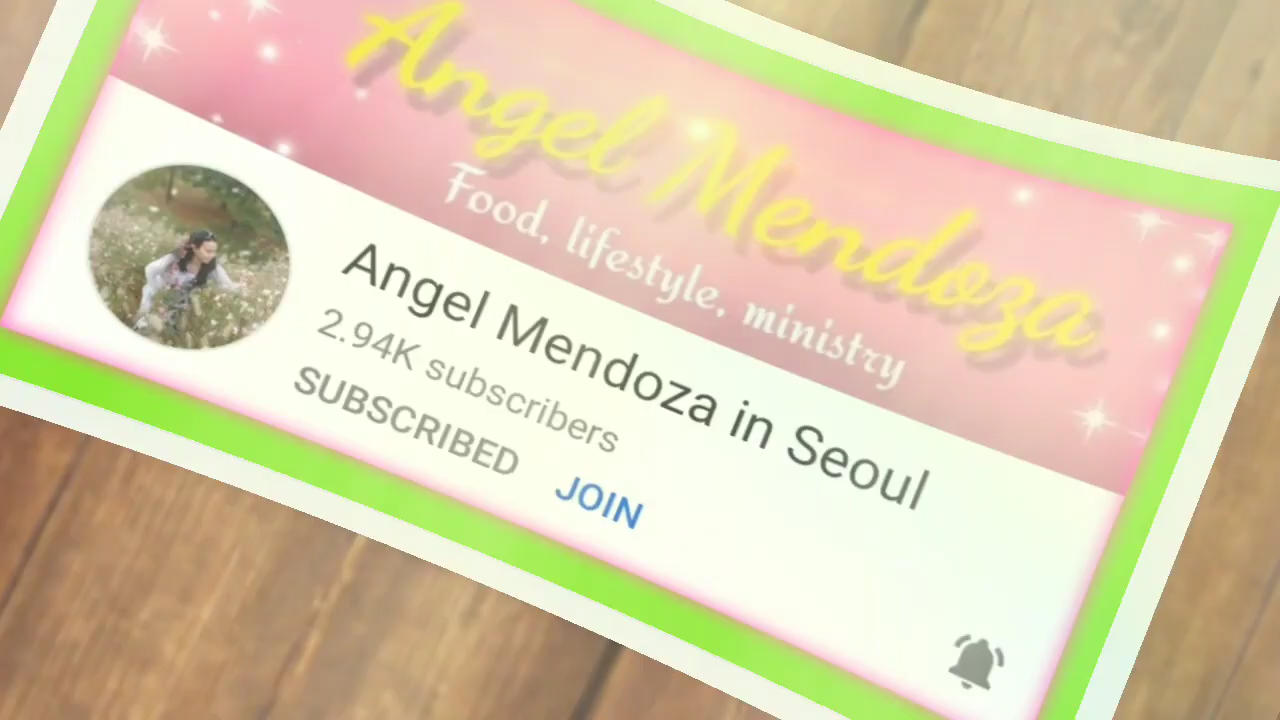 Angel Mendoza
Food, lifestyle, ministry
Angel Mendoza in Seoul
2.94K subscribers
SUBSCRIBED JOIN